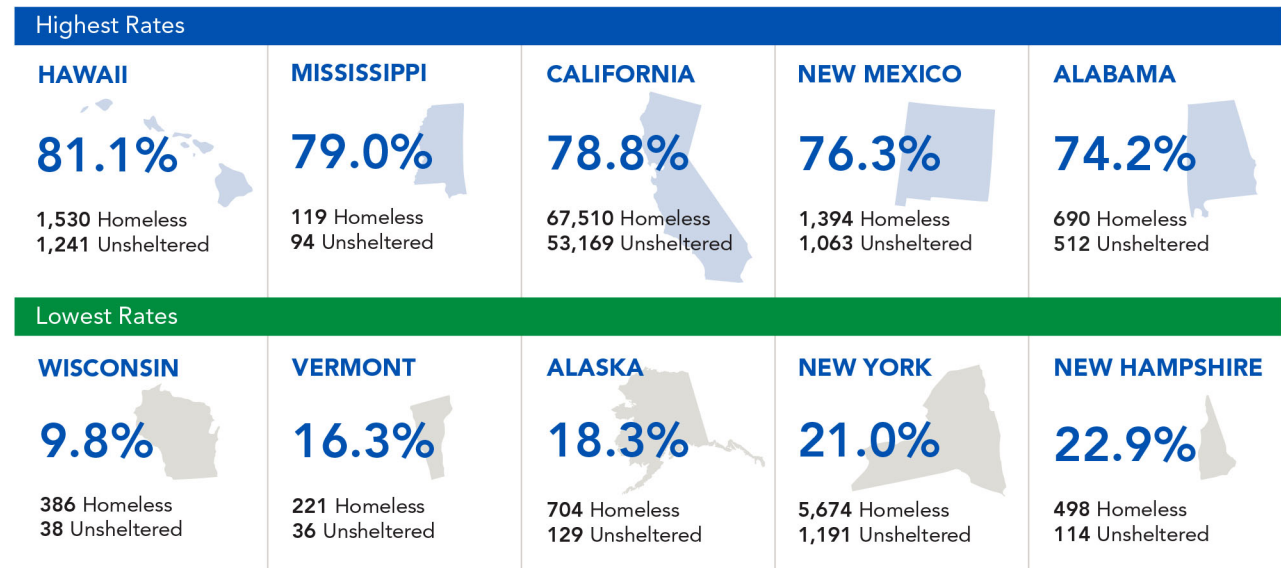 Highest Rates
HAWAII
81.1%
1,530 Homeless
1,241 Unsheltered
MISSISSIPPI
79.0%
119 Homeless
94 Unsheltered
CALIFORNIA
78.8%
67,510 Homeless
53,169 Unsheltered
NEW MEXICO
76.3%
1,394 Homeless
1,063 Unsheltered
ALABAMA
74.2%
690 Homeless
512 Unsheltered
Lowest Rates
WISCONSIN
9.8%
386 Homeless
38 Unsheltered
VERMONT
16.3%
221 Homeless
36 Unsheltered
ALASKA
18.3%
704 Homeless
129 Unsheltered
NEW YORK
21.0%
5,674 Homeless
1,191 Unsheltered
NEW HAMPSHIRE
22.9%
498 Homeless
114 Unsheltered